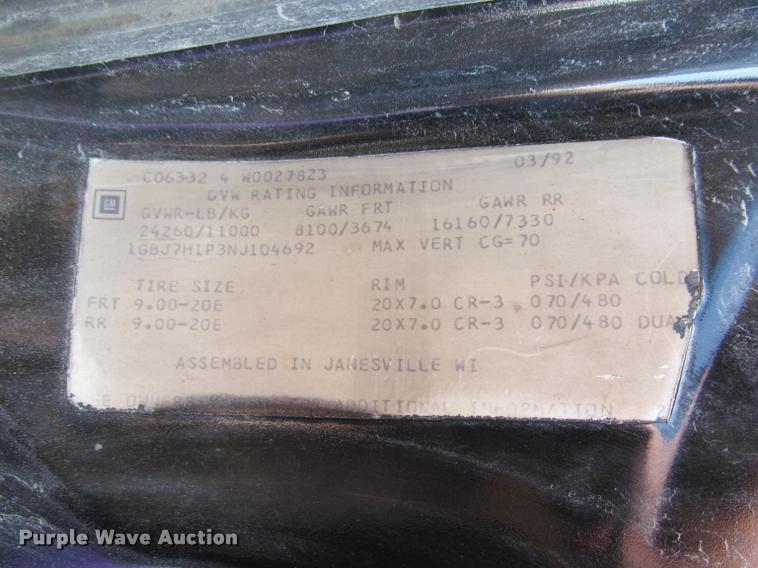 C06332 4 W0027823 03/92
GM GVW RATING INFORMATION
GVWR-LB/KG GAWR FRT GAWR RR
24260/11000 8100/3674 16160/7330
1GBJ7H1P3NJ104692 MAX VERT CG=70
TIRE SIZE RIM PSI/KPA COLD
FRT 9.00-20E 20X7.0 CR-3 070/480
RR 9.00-20E 20X7.0 CR-3 070/480 DUA
ASSEMBLED IN JANESVILLE WI
ADDITIONAL INFORMATION
Purple Wave Auction